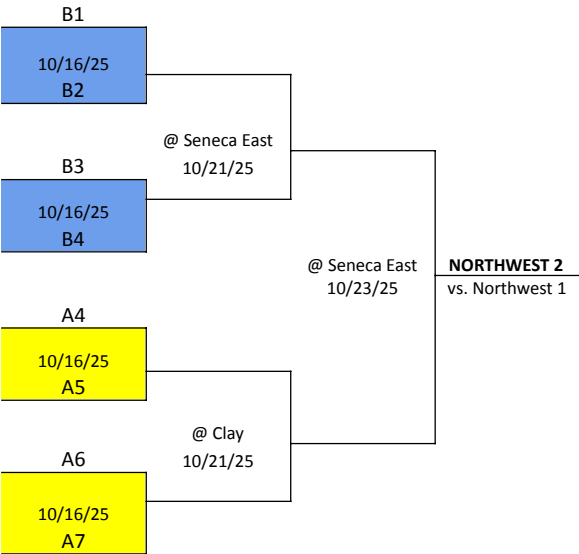 B1
10/16/25
B2
@ Seneca East
10/21/25
B3
10/16/25
B4
@ Seneca East
10/23/25
NORTHWEST 2
vs. Northwest 1
A4
10/16/25
A5
@ Clay
10/21/25
A6
10/16/25
A7